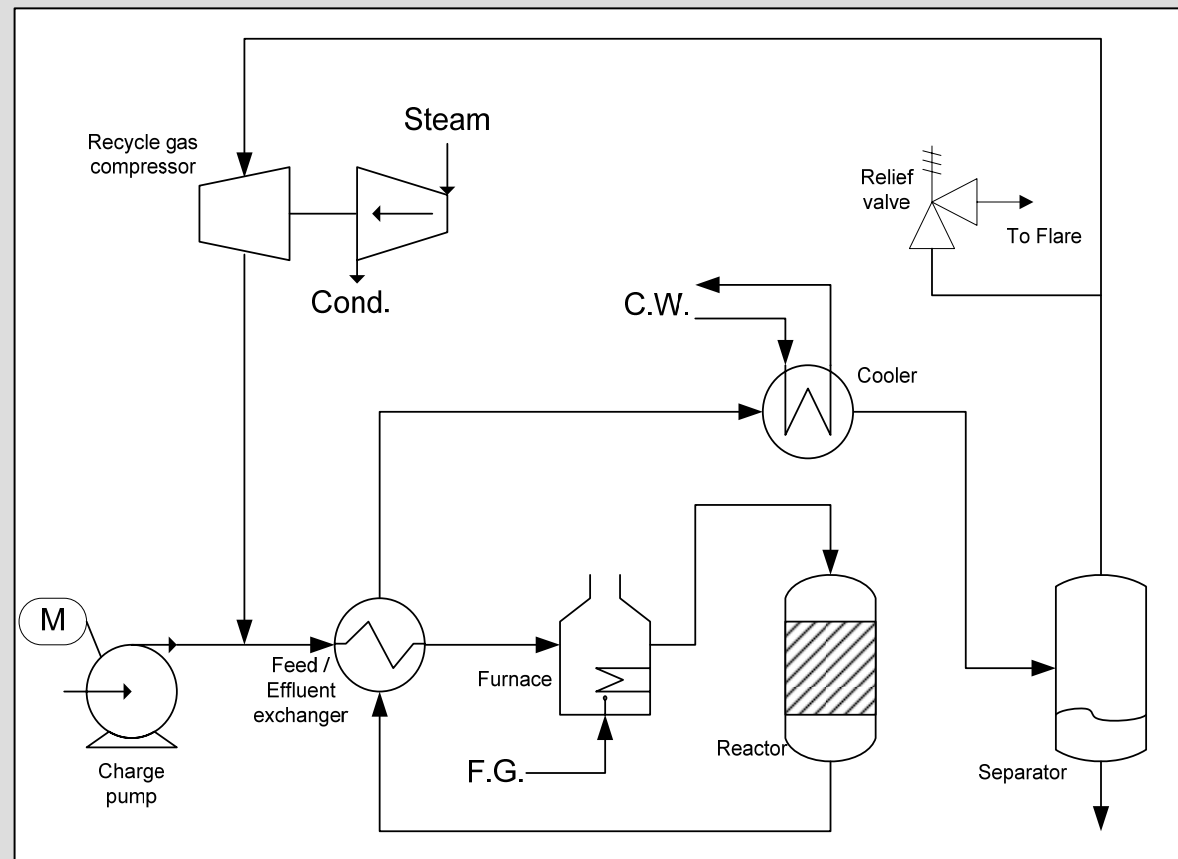 Steam
Recycle gas
compressor
Relief
valve
To Flare
Cond.
C.W.
Cooler
M
Feed /
Effluent
exchanger
Furnace
Reactor
F.G.
Charge
pump
Separator